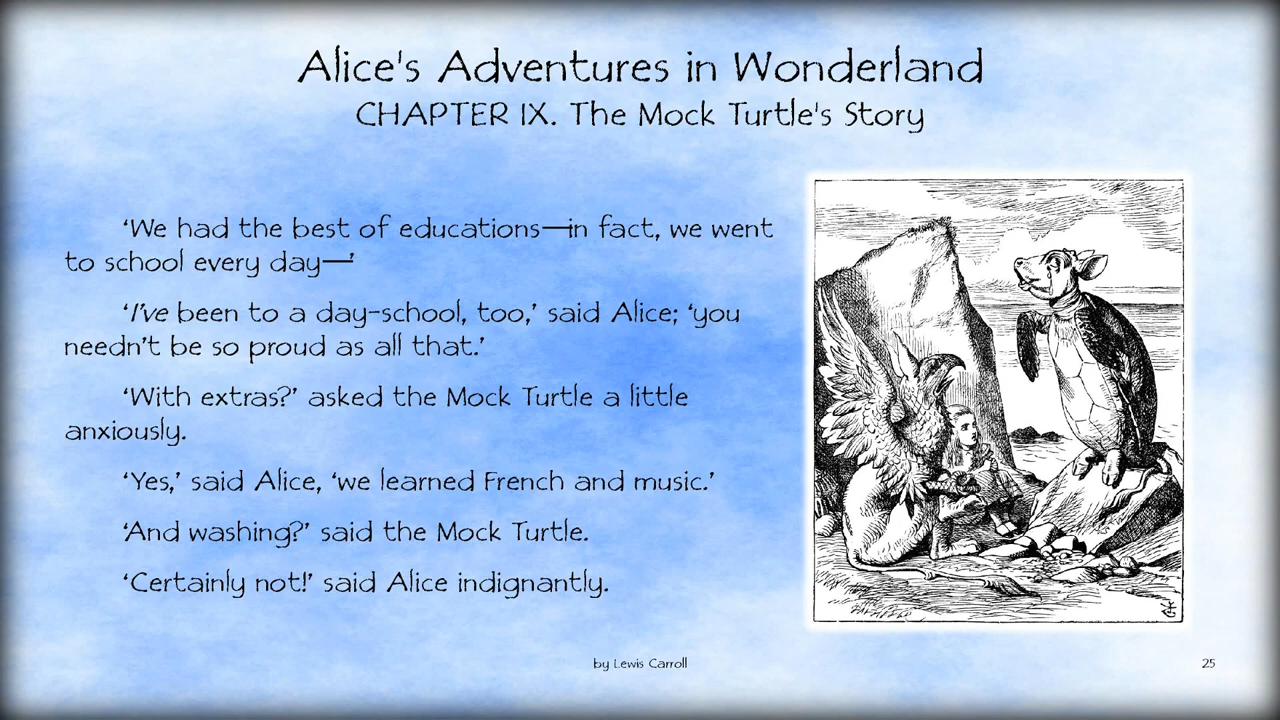 Alice's Adventures in Wonderland
CHAPTER IX. The Mock Turtle's Story
‘We had the best of educations—in fact, we went
to school every day—’
‘I’ve been to a day-school, too,’ said Alice; ‘you
needn’t be so proud as all that.’
‘With extras?’ asked the Mock Turtle a little
anxiously.
‘Yes,’ said Alice, ‘we learned French and music.’
‘And washing?’ said the Mock Turtle.
‘Certainly not!’ said Alice indignantly.
by Lewis Carroll
25